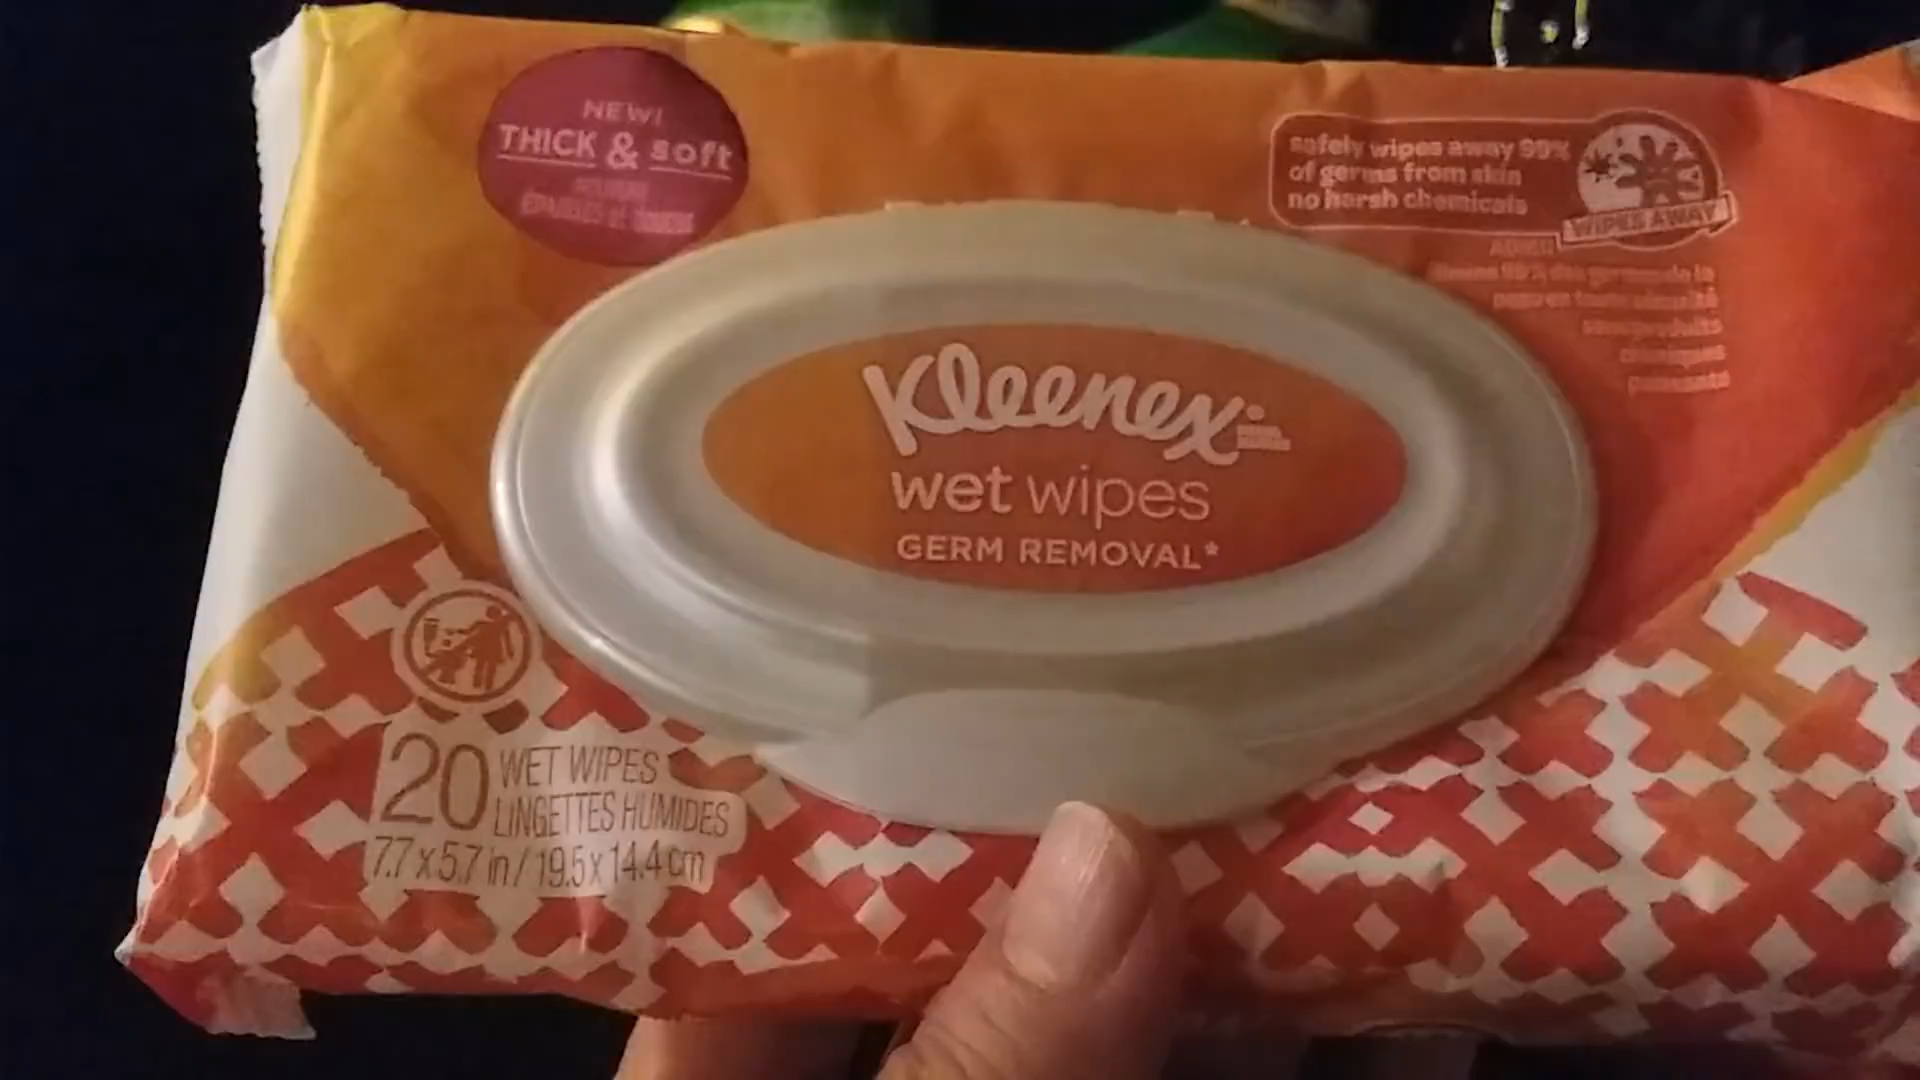 NEW!
THICK & soft
safely wipes away 99%
of germs from skin
no harsh chemicals
WIPES AWAY
Kleenex
wet wipes
GERM REMOVAL*
20 WET WIPES
LINGETTES HUMIDES
7.7 x 5.7 in / 19.5 x 14.4 cm